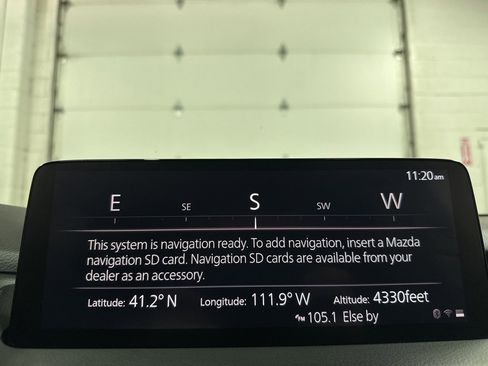 11:20am
E SE S SW W
This system is navigation ready. To add navigation, insert a Mazda
navigation SD card. Navigation SD cards are available from your
dealer as an accessory.
Latitude: 41.2° N Longitude: 111.9° W Altitude: 4330feet
FM 105.1 Else by